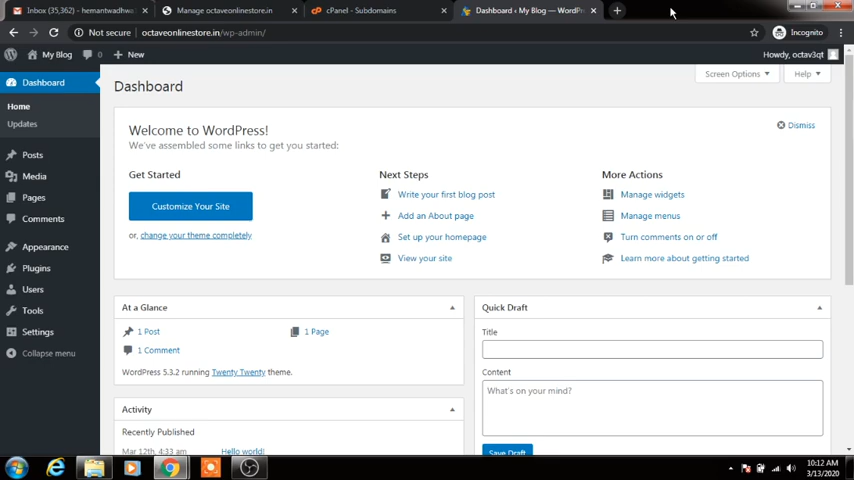 Inbox (35,362) - hemantwadhwa
Manage octaveonlinestore.in
cPanel - Subdomains
Dashboard ‹ My Blog — WordPr
Not secure
octaveonlinestore.in/wp-admin/
Incognito
My Blog
0
New
Howdy, octav3qt
Dashboard
Home
Updates
Posts
Media
Pages
Comments
Appearance
Plugins
Users
Tools
Settings
Collapse menu
Dashboard
Screen Options
Help
Welcome to WordPress!
We've assembled some links to get you started:
Dismiss
Get Started
Customize Your Site
or, change your theme completely
Next Steps
Write your first blog post
Add an About page
Set up your homepage
View your site
More Actions
Manage widgets
Manage menus
Turn comments on or off
Learn more about getting started
At a Glance
1 Post
1 Page
1 Comment
WordPress 5.3.2 running Twenty Twenty theme.
Activity
Recently Published
Mar 12th, 4:33 am
Hello world!
Quick Draft
Title
Content
What's on your mind?
Save Draft
10:12 AM
3/13/2020